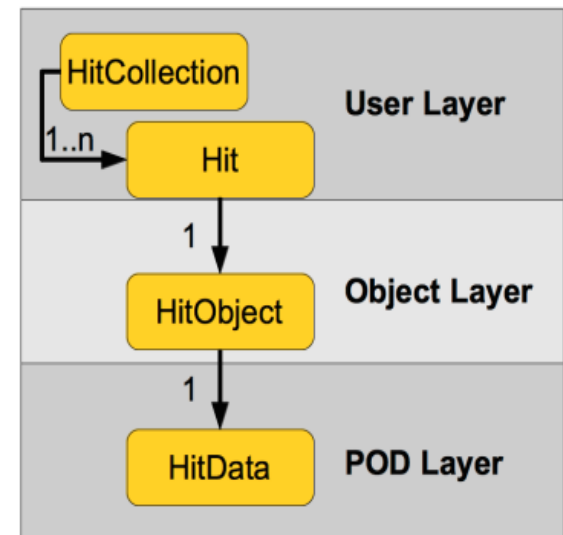 HitCollection
User Layer
1..n
Hit
1
HitObject
Object Layer
1
HitData
POD Layer